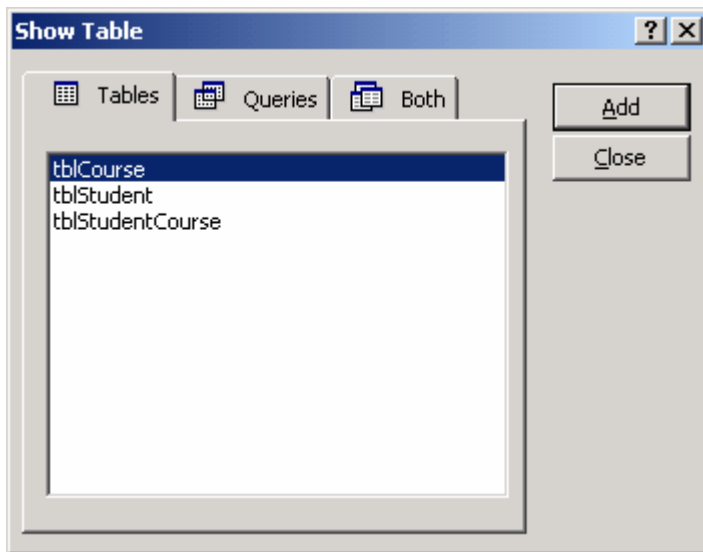 Show Table
Tables Queries Both
Add
Close
tblCourse
tblStudent
tblStudentCourse